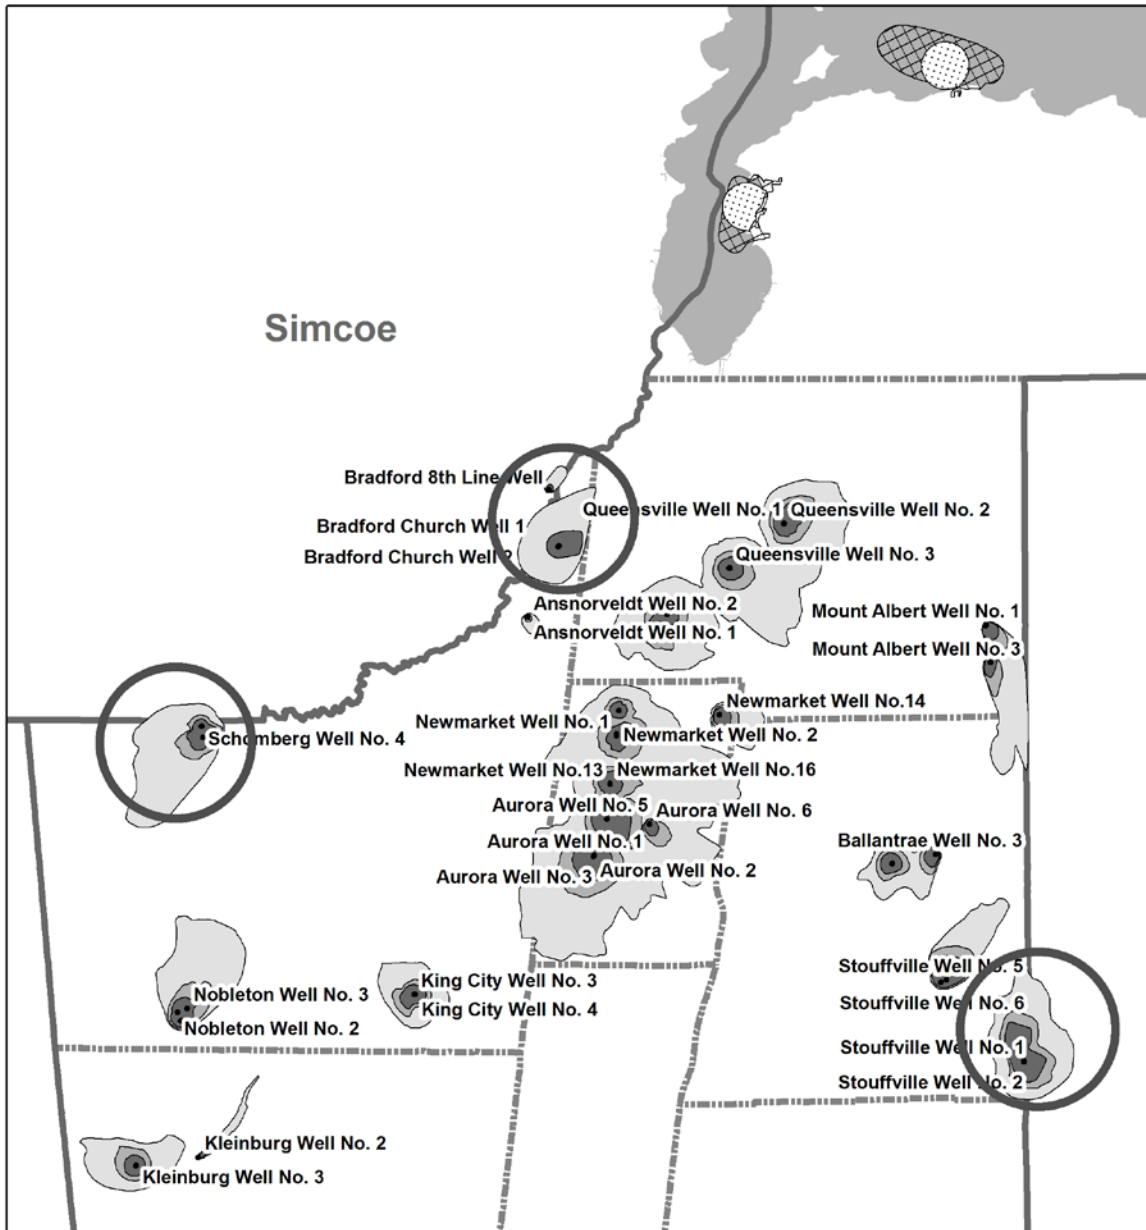 Simcoe
Bradford 8th Line Well
Queensville Well No. 1
Queensville Well No. 2
Bradford Church Well 1
Bradford Church Well 2
Queensville Well No. 3
Ansnorveldt Well No. 2
Ansnorveldt Well No. 1
Mount Albert Well No. 1
Mount Albert Well No. 3
Newmarket Well No.14
Newmarket Well No. 1
Newmarket Well No. 2
Schomberg Well No. 4
Newmarket Well No.13
Newmarket Well No.16
Aurora Well No. 5
Aurora Well No. 6
Aurora Well No. 1
Ballantrae Well No. 3
Aurora Well No. 3
Aurora Well No. 2
Stouffville Well No. 5
King City Well No. 3
Nobleton Well No. 3
Stouffville Well No. 6
King City Well No. 4
Nobleton Well No. 2
Stouffville Well No. 1
Stouffville Well No. 2
Kleinburg Well No. 2
Kleinburg Well No. 3